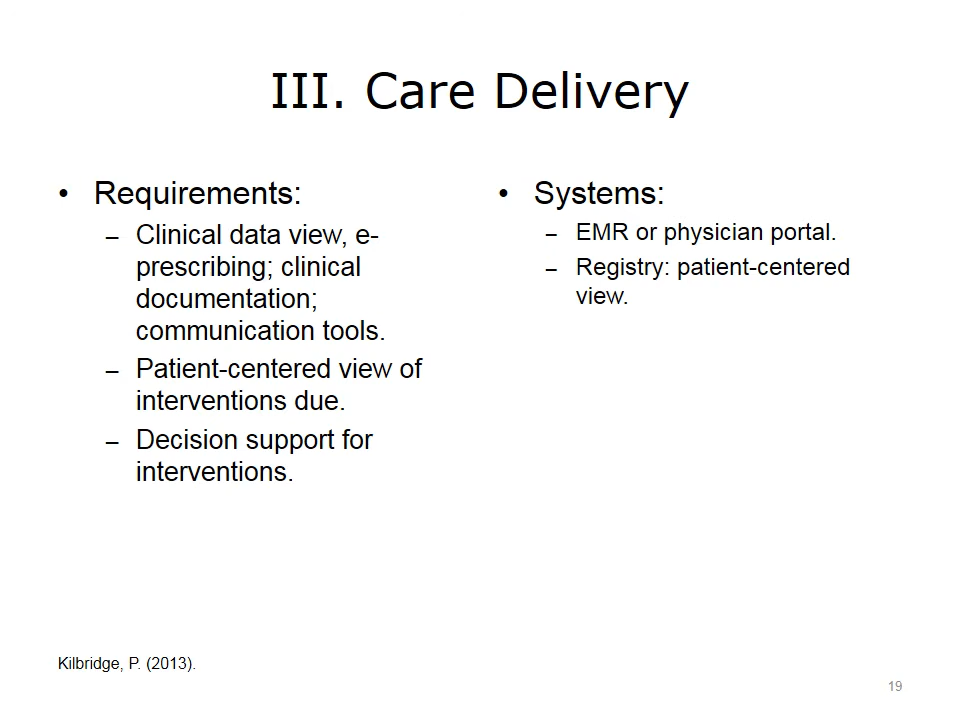 III. Care Delivery
• Requirements:
– Clinical data view, e-
prescribing; clinical
documentation;
communication tools.
– Patient-centered view of
interventions due.
– Decision support for
interventions.
• Systems:
– EMR or physician portal.
– Registry: patient-centered
view.
Kilbridge, P. (2013).
19